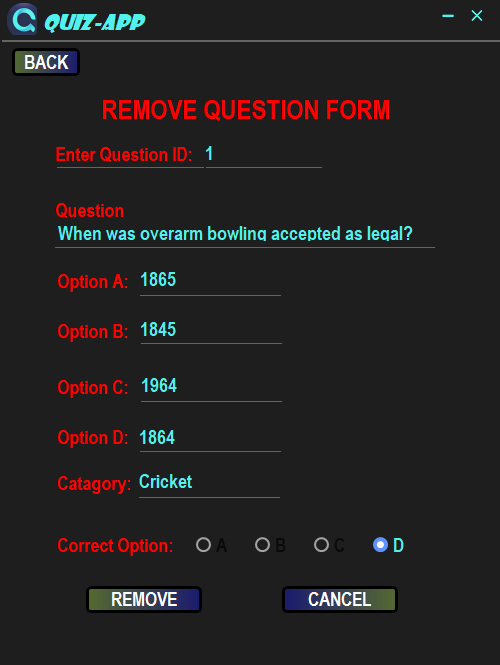 QUIZ-APP
BACK
REMOVE QUESTION FORM
Enter Question ID: 1
Question
When was overarm bowling accepted as legal?
Option A: 1865
Option B: 1845
Option C: 1964
Option D: 1864
Catagory: Cricket
Correct Option: A B C D
REMOVE CANCEL